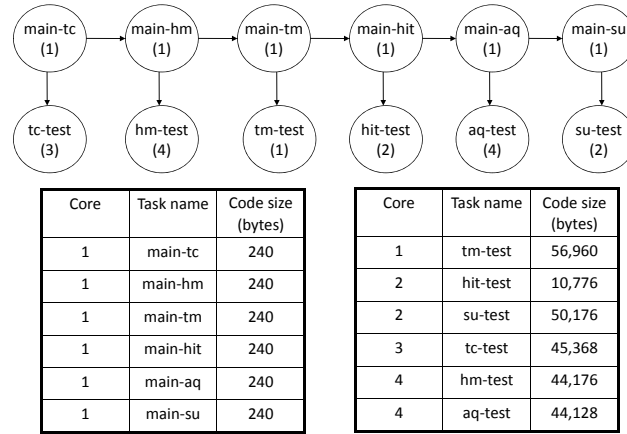 main-tc main-hm main-tm main-hit main-aq main-su
(1) (1) (1) (1) (1) (1)
tc-test hm-test tm-test hit-test aq-test su-test
(3) (4) (1) (2) (4) (2)
Core Task name Code size
(bytes)
1 main-tc 240
1 main-hm 240
1 main-tm 240
1 main-hit 240
1 main-aq 240
1 main-su 240
Core Task name Code size
(bytes)
1 tm-test 56,960
2 hit-test 10,776
2 su-test 50,176
3 tc-test 45,368
4 hm-test 44,176
4 aq-test 44,128